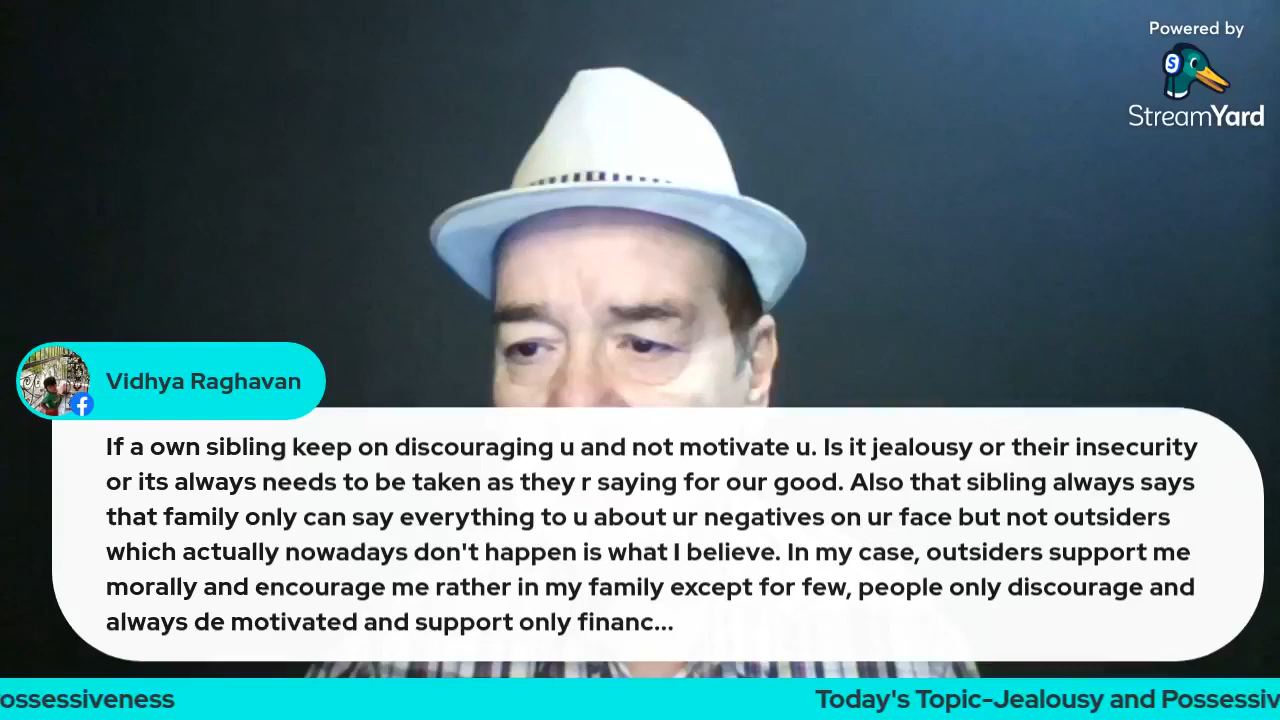 Powered by
StreamYard
Vidhya Raghavan
If a own sibling keep on discouraging u and not motivate u. Is it jealousy or their insecurity
or its always needs to be taken as they r saying for our good. Also that sibling always says
that family only can say everything to u about ur negatives on ur face but not outsiders
which actually nowadays don't happen is what I believe. In my case, outsiders support me
morally and encourage me rather in my family except for few, people only discourage and
always de motivated and support only financ...
ossessiveness
Today's Topic-Jealousy and Possessiv